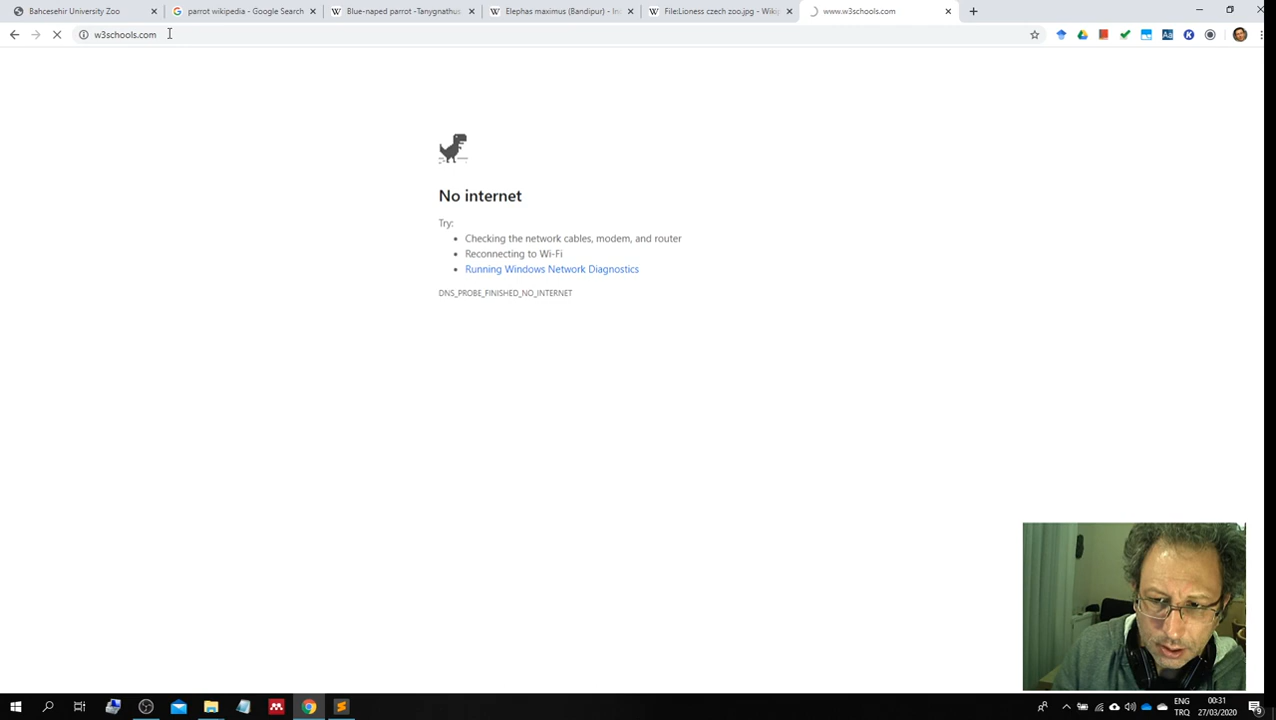 Bahcesehir University Zoo
parrot wikipedia - Google Search
Blue-naped parrot -Tanygnathus
Elephas maximus (Bandipur) - In
File:Lioness czech zoo.jpg - Wikip
www.w3schools.com
w3schools.com
No internet
Try:
Checking the network cables, modem, and router
Reconnecting to Wi-Fi
Running Windows Network Diagnostics
DNS_PROBE_FINISHED_NO_INTERNET
ENG
TRQ
00:31
27/03/2020